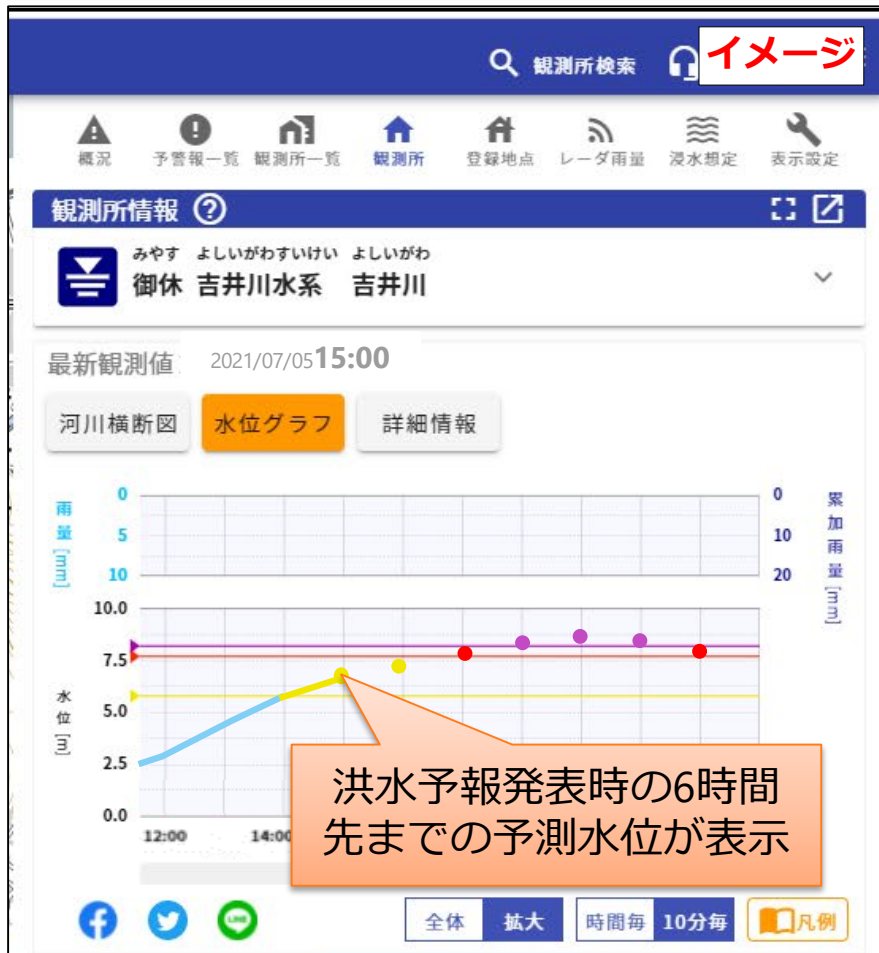 観測所検索
イメージ
概況
予警報一覧
観測所一覧
観測所
登録地点
レーダ雨量
浸水想定
表示設定
観測所情報 ?
みやす よしいがわすいけい よしいがわ
御休 吉井川水系 吉井川
最新観測値 2021/07/05 15:00
河川横断図
水位グラフ
詳細情報
雨量[mm]
0
5
10
0
10
20
累加雨量[mm]
水位[m]
10.0
7.5
5.0
2.5
0.0
12:00
14:00
洪水予報発表時の6時間
先までの予測水位が表示
LINE
全体
拡大
時間毎
10分毎
凡例